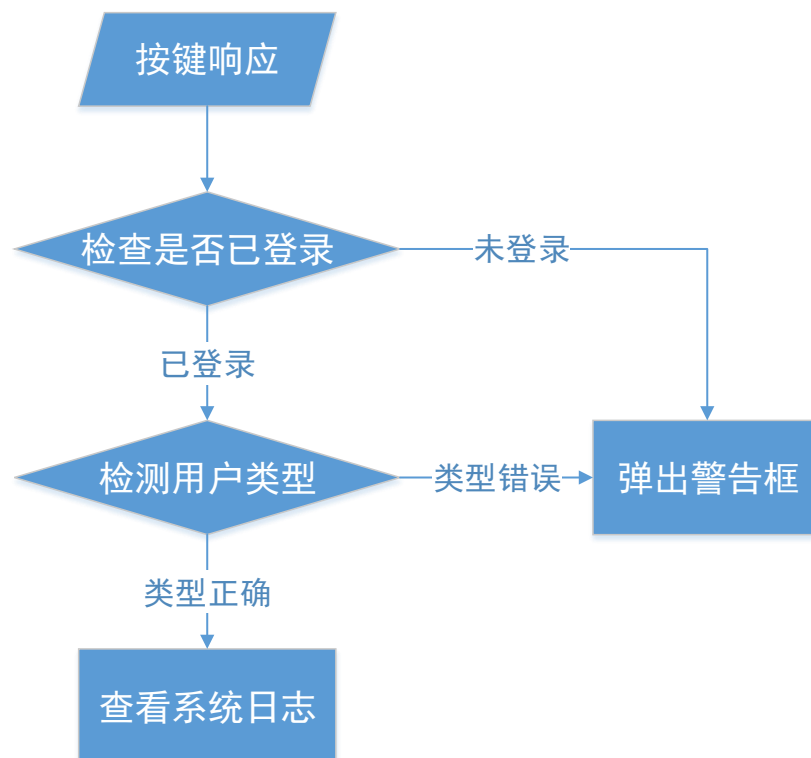 按键响应
检查是否已登录
未登录
已登录
检测用户类型
类型错误
弹出警告框
类型正确
查看系统日志